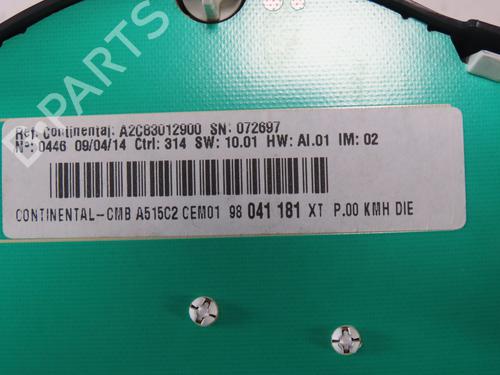 B PARTS
Ref. Continental: A2C83012900 SN: 072697
Nº: 0446 09/04/14 Ctrl: 314 SW: 10.01 HW: AI.01 IM: 02
CONTINENTAL-CMB A515C2 CEM01 98 041 181 XT P.00 KMH DIE